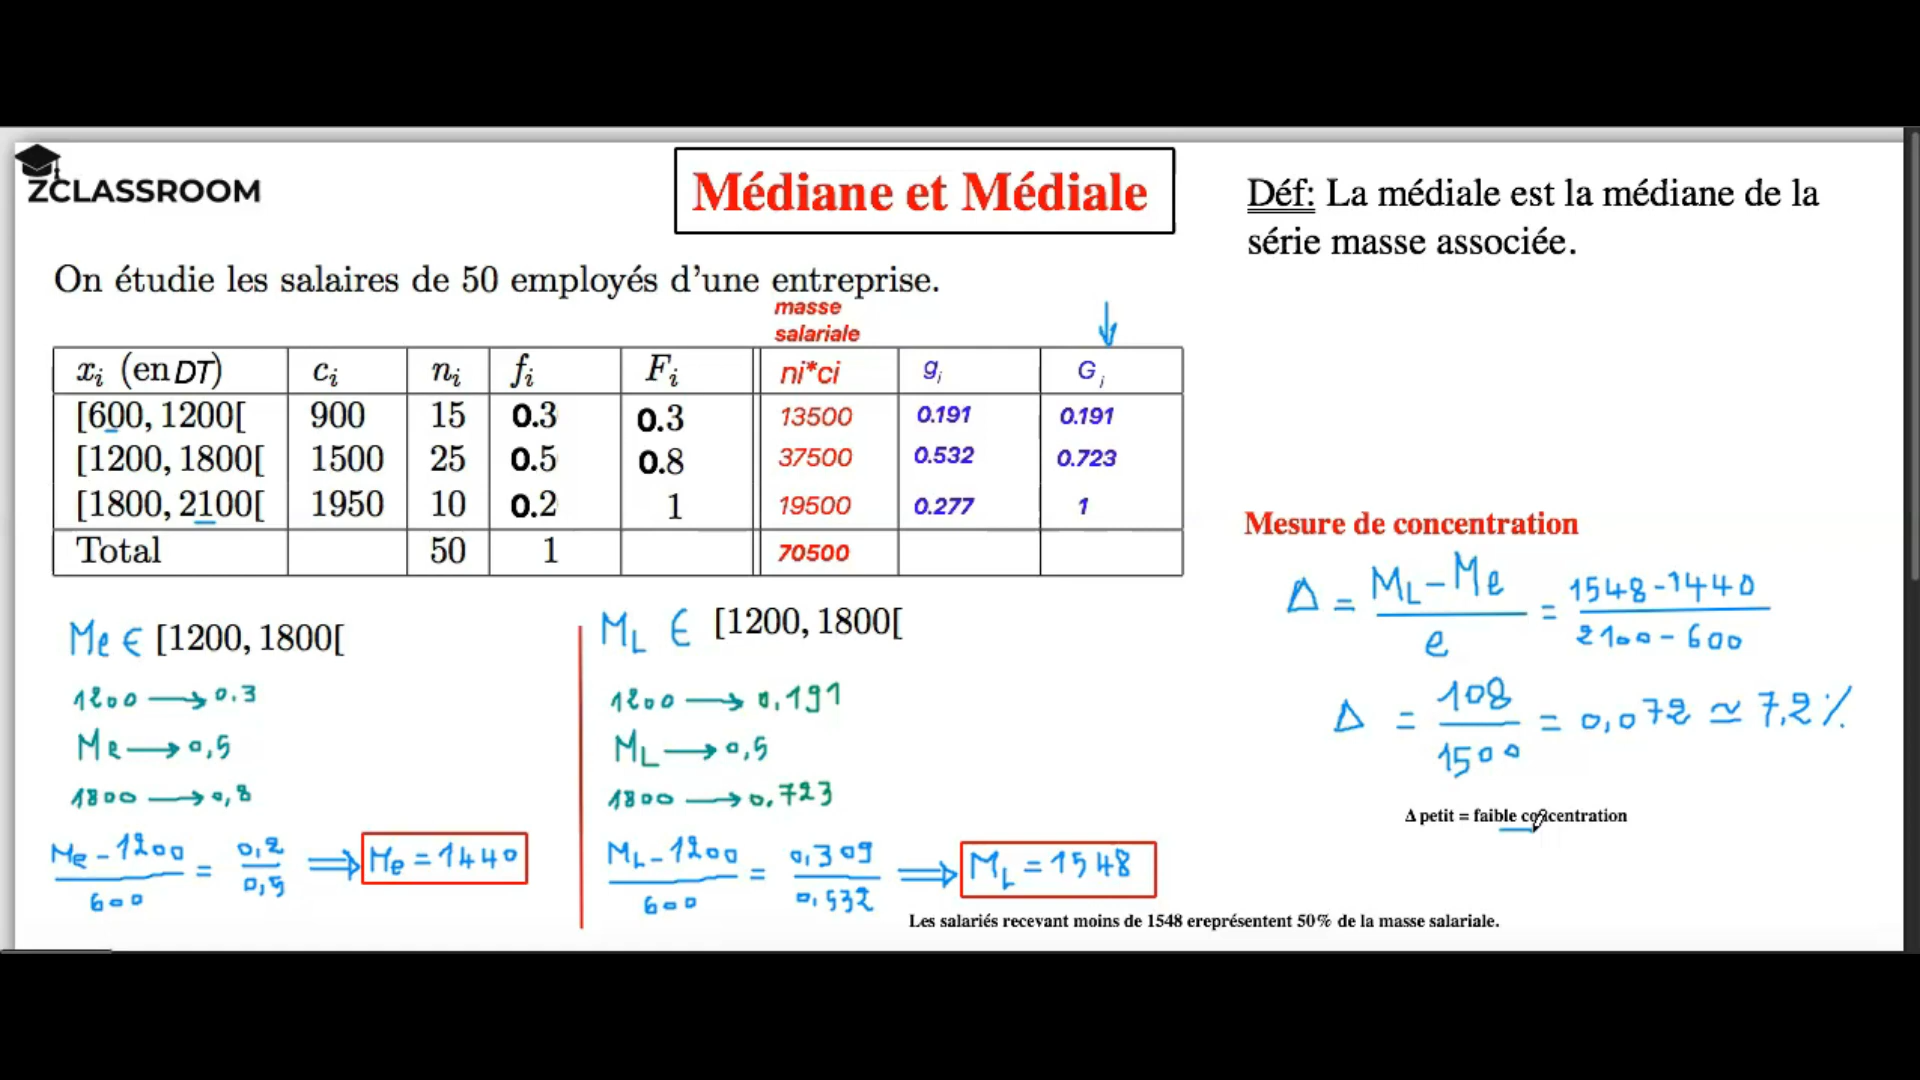 ZCLASSROOM
Médiane et Médiale
Déf: La médiale est la médiane de la
série masse associée.
On étudie les salaires de 50 employés d'une entreprise.
masse
salariale
xᵢ (en DT) cᵢ nᵢ fᵢ Fᵢ ni*ci gᵢ Gᵢ
[600, 1200[ 900 15 0.3 0.3 13500 0.191 0.191
[1200, 1800[ 1500 25 0.5 0.8 37500 0.532 0.723
[1800, 2100[ 1950 10 0.2 1 19500 0.277 1
Total 50 1 70500
Me ∈ [1200, 1800[
1200 → 0.3
Me → 0,5
1800 → 0,8
(Me - 1200)/600 = 0,2/0,5 ⟹ Me = 1440
M_L ∈ [1200, 1800[
1200 → 0,191
M_L → 0,5
1800 → 0.723
(M_L - 1200)/600 = 0,309/0,532 ⟹ M_L = 1548
Les salariés recevant moins de 1548 ereprésentent 50% de la masse salariale.
Mesure de concentration
Δ = (M_L - Me)/e = (1548 - 1440)/(2100 - 600)
Δ = 108/1500 = 0,072 ≃ 7,2%
Δ petit = faible concentration